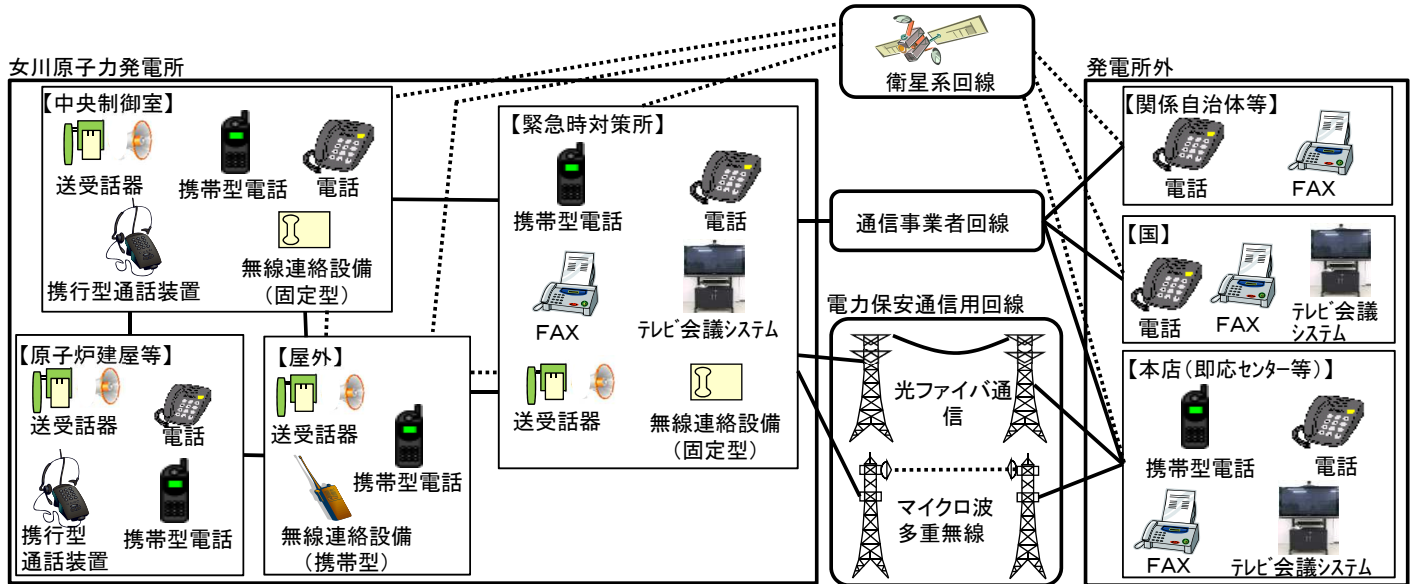 女川原子力発電所
【中央制御室】
送受話器
携帯型電話
電話
携行型通話装置
無線連絡設備
(固定型)
【原子炉建屋等】
送受話器
電話
携行型
通話装置
携帯型電話
【屋外】
送受話器
携帯型電話
無線連絡設備
(携帯型)
【緊急時対策所】
携帯型電話
電話
FAX
テレビ会議システム
送受話器
無線連絡設備
(固定型)
衛星系回線
通信事業者回線
電力保安通信用回線
光ファイバ通
信
マイクロ波
多重無線
発電所外
【関係自治体等】
電話
FAX
【国】
電話
FAX
テレビ会議
システム
【本店(即応センター等)】
携帯型電話
電話
FAX
テレビ会議システム